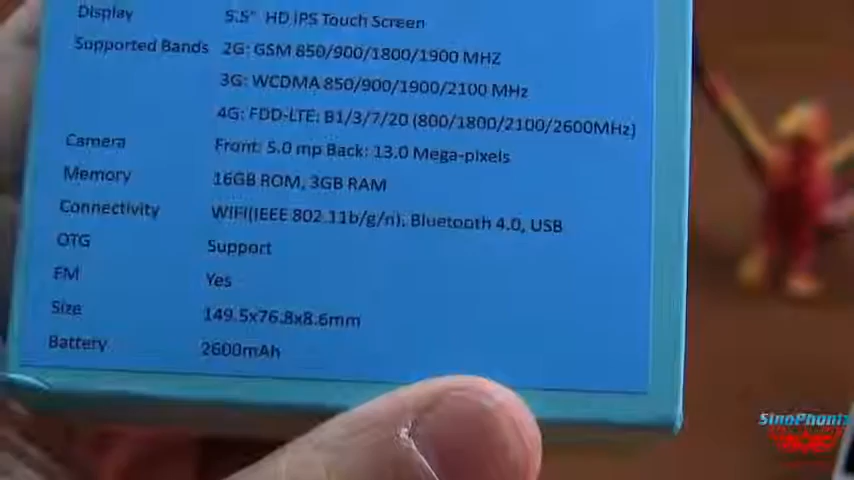 Display 5.5" HD IPS Touch Screen
Supported Bands 2G: GSM 850/900/1800/1900 MHZ
3G: WCDMA 850/900/1900/2100 MHz
4G: FDD-LTE: B1/3/7/20 (800/1800/2100/2600MHz)
Camera Front: 5.0 mp Back: 13.0 Mega-pixels
Memory 16GB ROM, 3GB RAM
Connectivity WIFI(IEEE 802.11b/g/n), Bluetooth 4.0, USB
OTG Support
FM Yes
Size 149.5x76.8x8.6mm
Battery 2600mAh
SinoPhonix